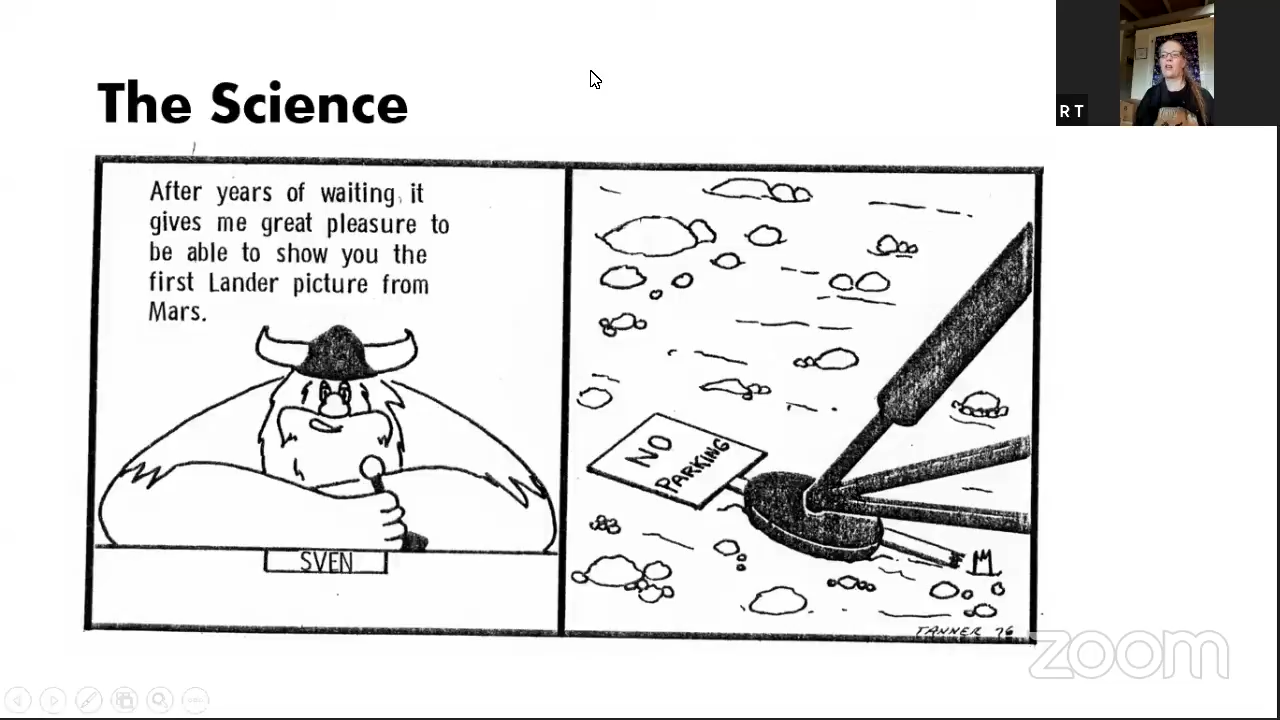 The Science
After years of waiting, it
gives me great pleasure to
be able to show you the
first Lander picture from
Mars.
SVEN
NO
PARKING
TANNER 76
R T
zoom